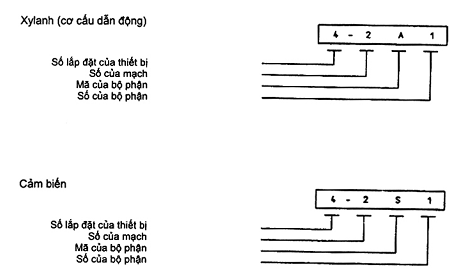 Xylanh (cơ cấu dẫn động)
4 - 2 A 1
Số lắp đặt của thiết bị
Số của mạch
Mã của bộ phận
Số của bộ phận
Cảm biến
4 - 2 S 1
Số lắp đặt của thiết bị
Số của mạch
Mã của bộ phận
Số của bộ phận